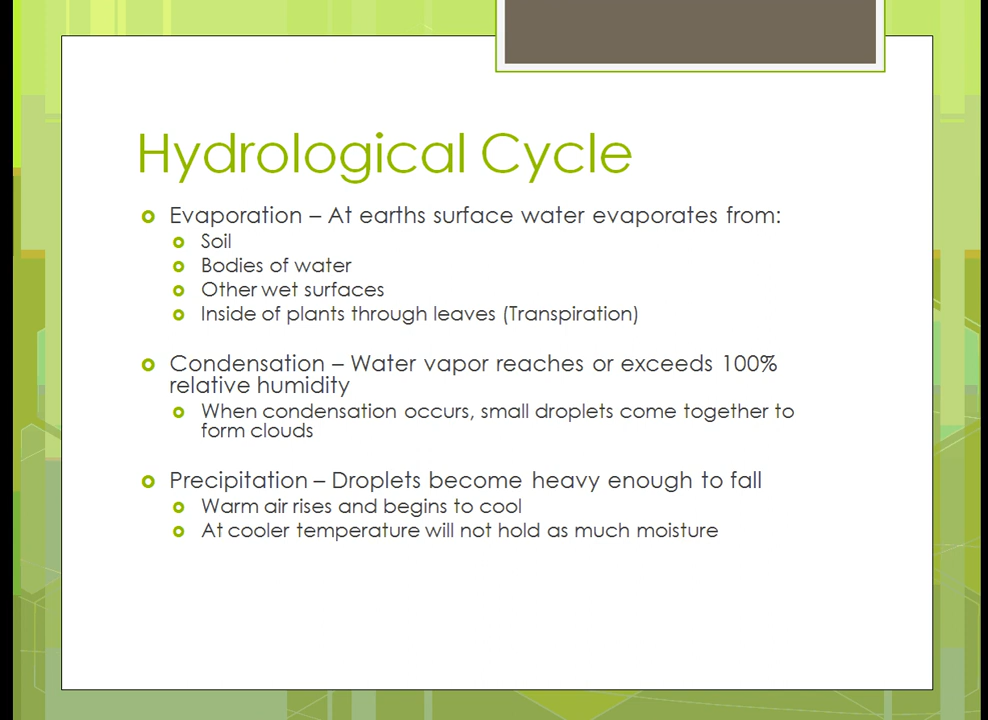 Hydrological Cycle
Evaporation – At earths surface water evaporates from:
Soil
Bodies of water
Other wet surfaces
Inside of plants through leaves (Transpiration)
Condensation – Water vapor reaches or exceeds 100%
relative humidity
When condensation occurs, small droplets come together to
form clouds
Precipitation – Droplets become heavy enough to fall
Warm air rises and begins to cool
At cooler temperature will not hold as much moisture